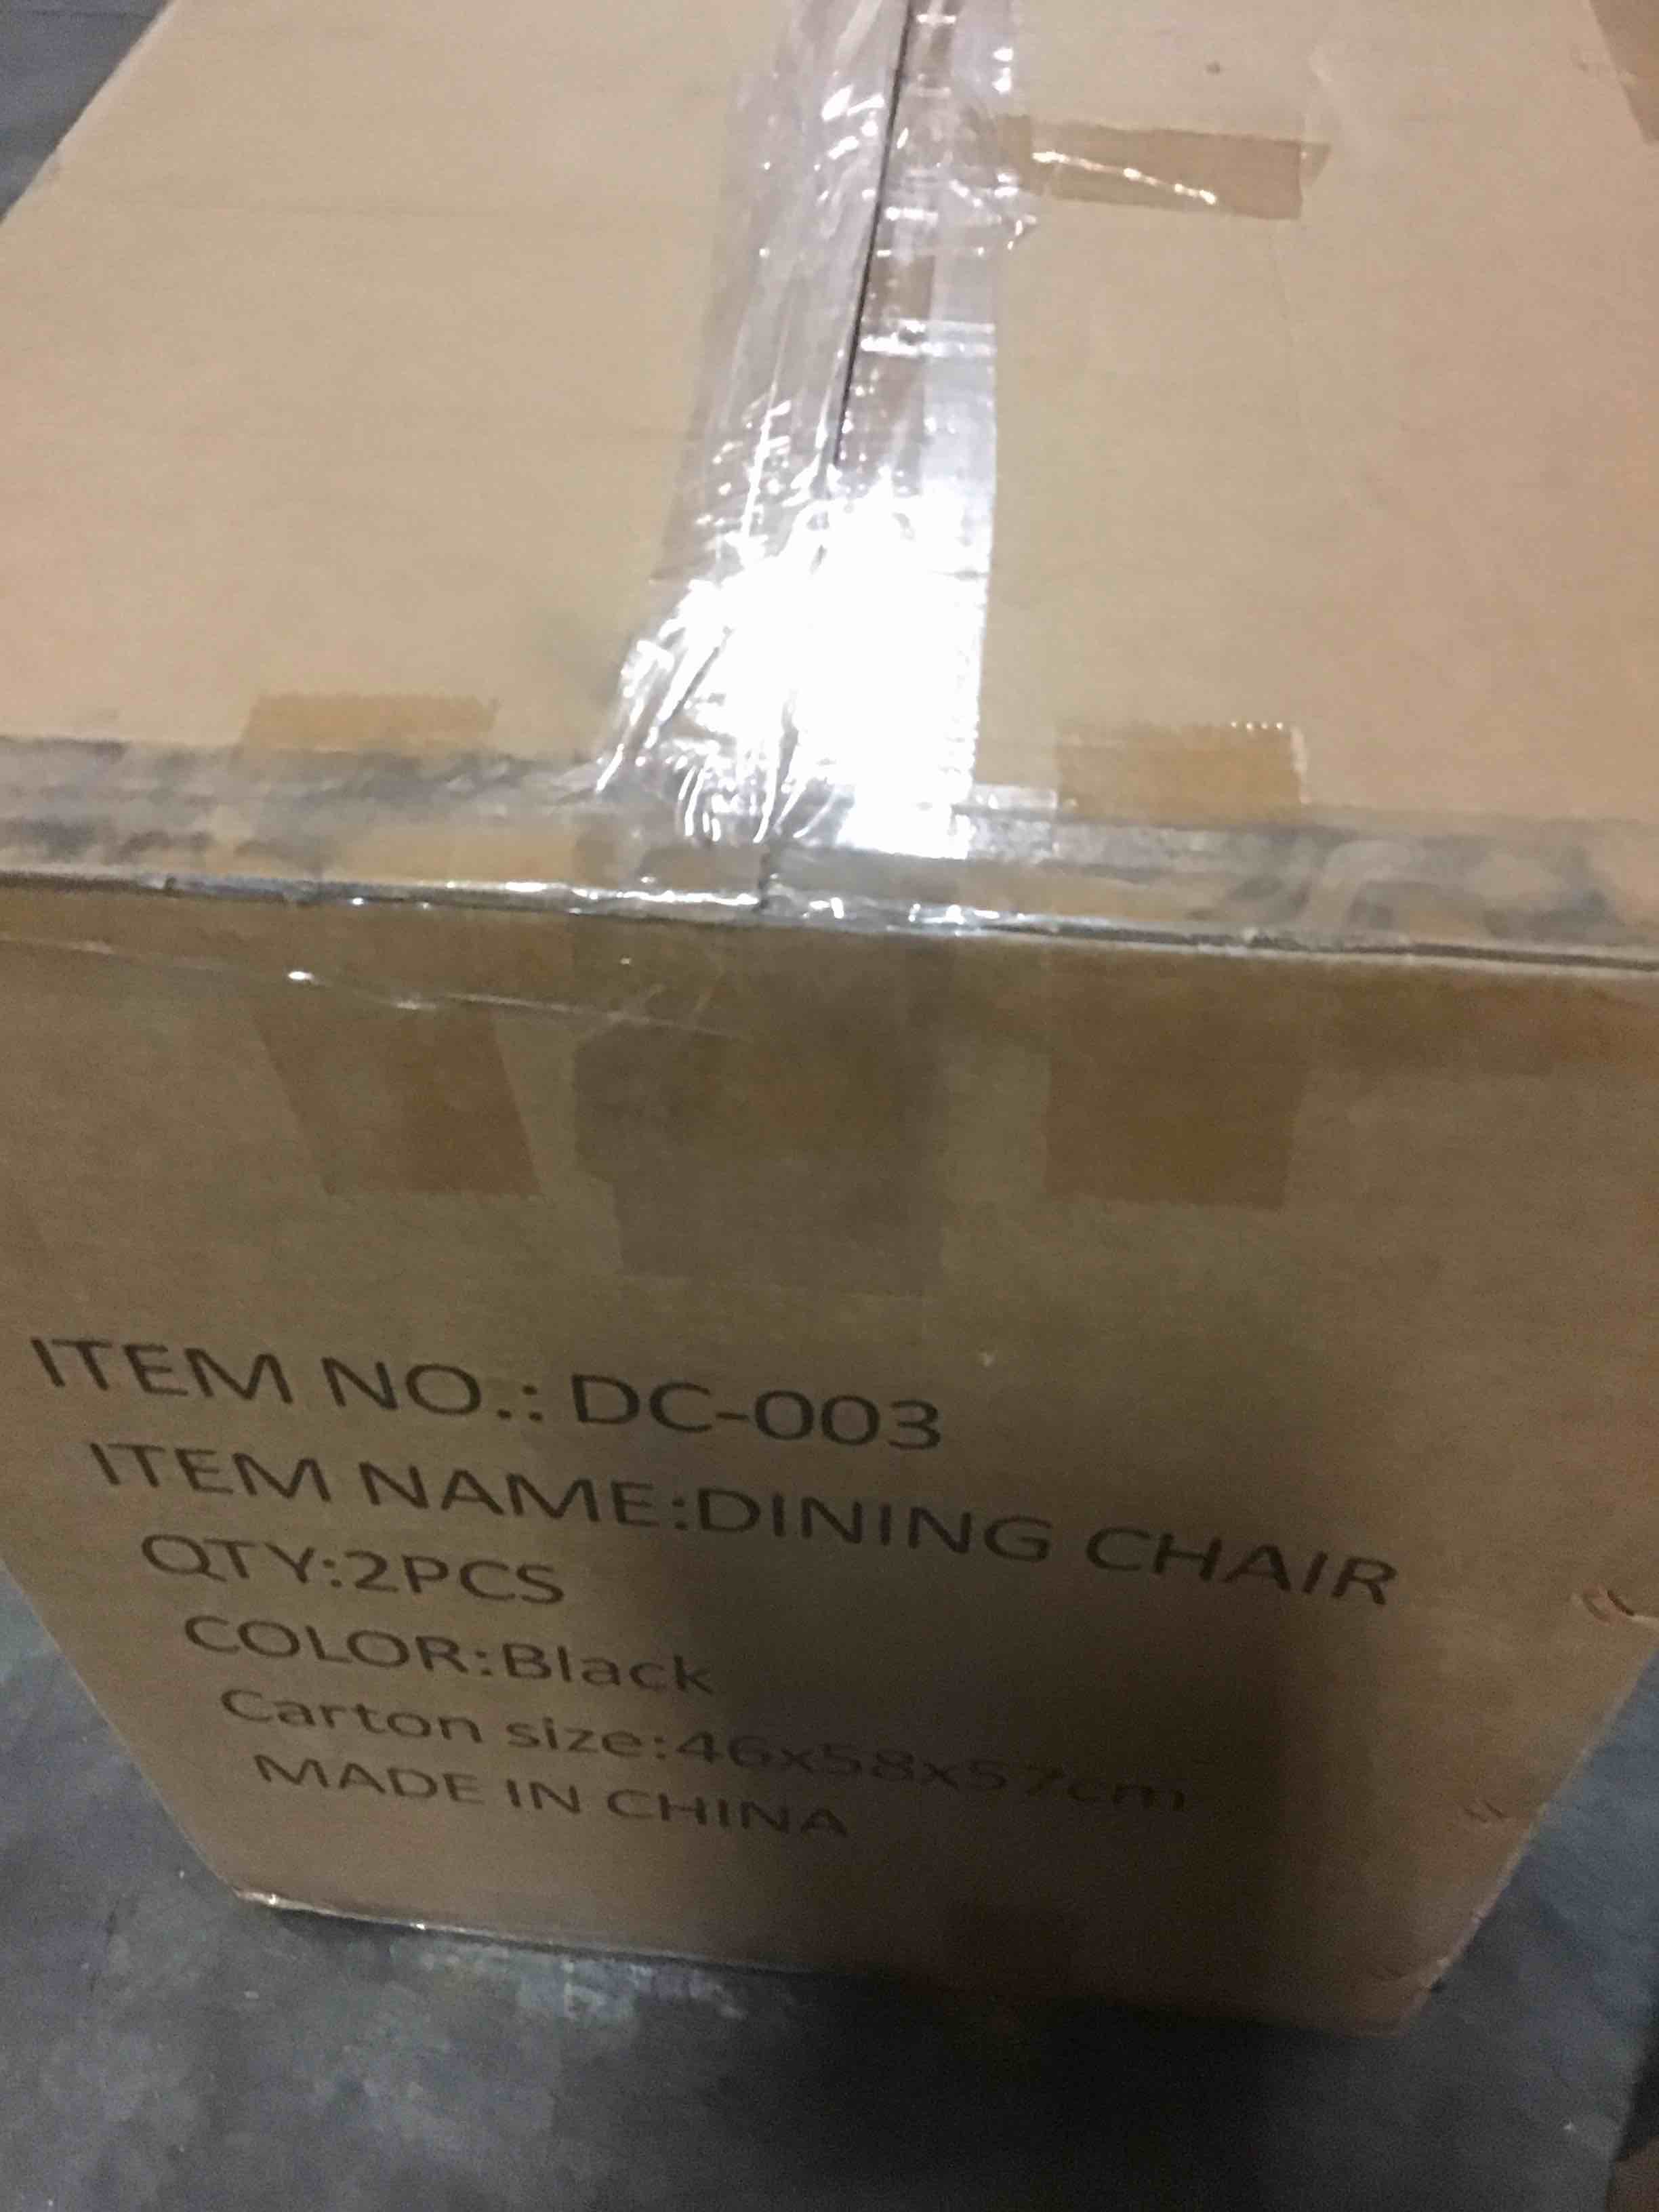 ITEM NO.: DC-003
ITEM NAME:DINING CHAIR
QTY:2PCS
COLOR:Black
Carton size:46x58x57cm
MADE IN CHINA